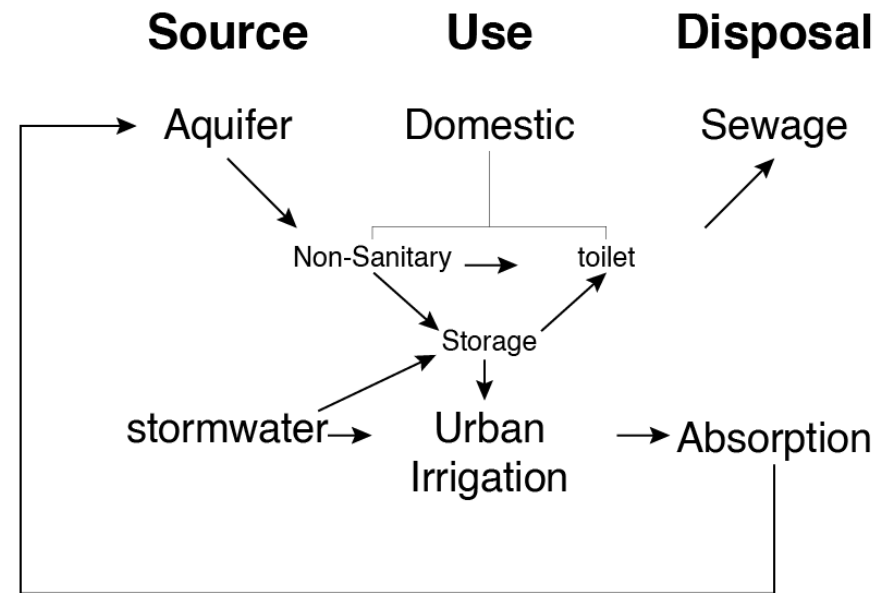 Source Use Disposal
Aquifer Domestic Sewage
Non-Sanitary toilet
Storage
stormwater Urban Absorption
Irrigation